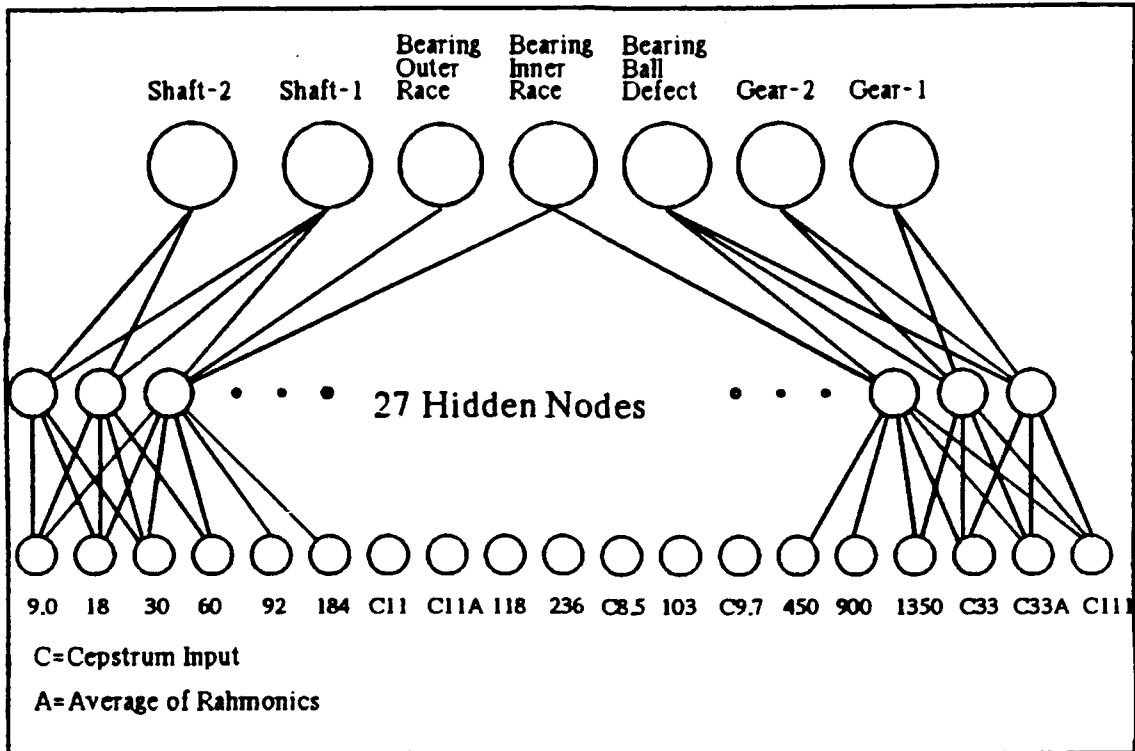 Bearing Outer Race
Bearing Inner Race
Bearing Ball Defect
Shaft-2 Shaft-1 Gear-2 Gear-1
27 Hidden Nodes
9.0 18 30 60 92 184 C11 C11A 118 236 C8.5 103 C9.7 450 900 1350 C33 C33A C111
C=Cepstrum Input
A=Average of Rahmonics